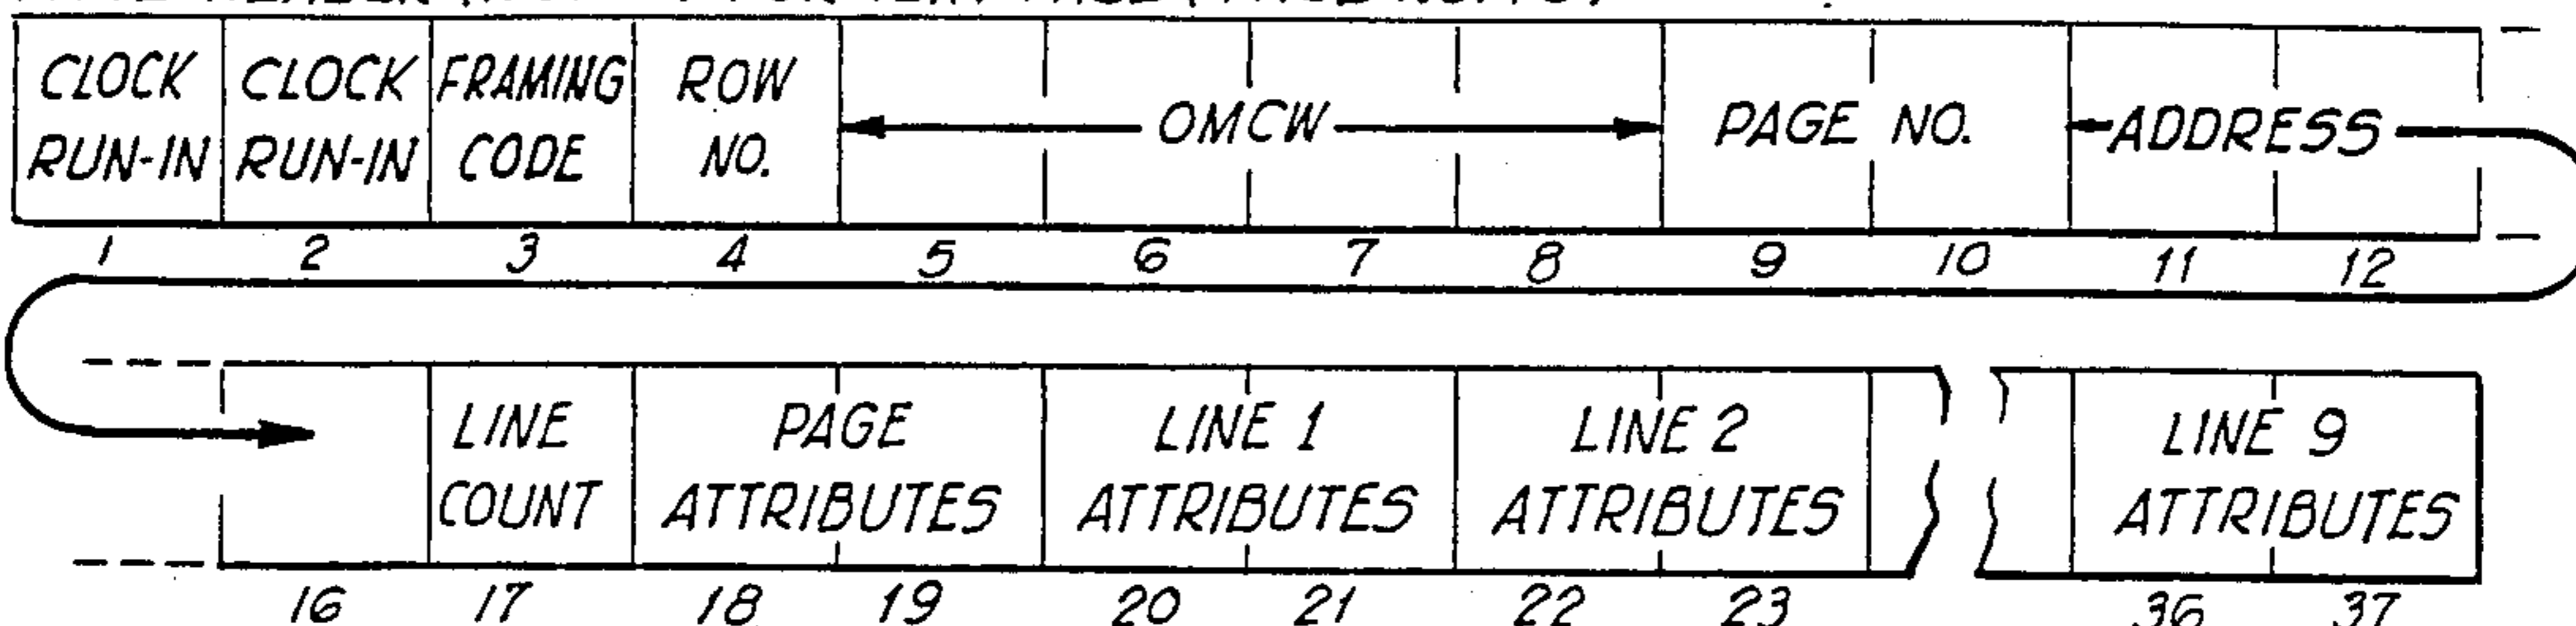 CLOCK RUN-IN
CLOCK RUN-IN
FRAMING CODE
ROW NO.
OMCW
PAGE NO.
ADDRESS
1 2 3 4 5 6 7 8 9 10 11 12
LINE COUNT
PAGE ATTRIBUTES
LINE 1 ATTRIBUTES
LINE 2 ATTRIBUTES
LINE 9 ATTRIBUTES
16 17 18 19 20 21 22 23 36 37